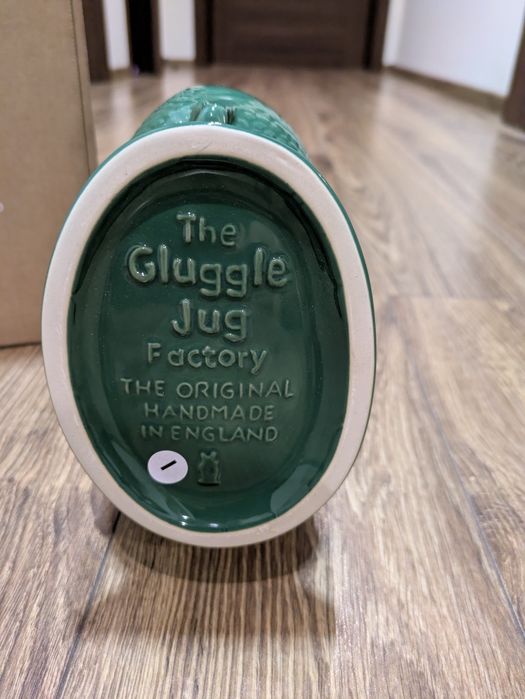 The
Gluggle
Jug
Factory
THE ORIGINAL
HANDMADE
IN ENGLAND